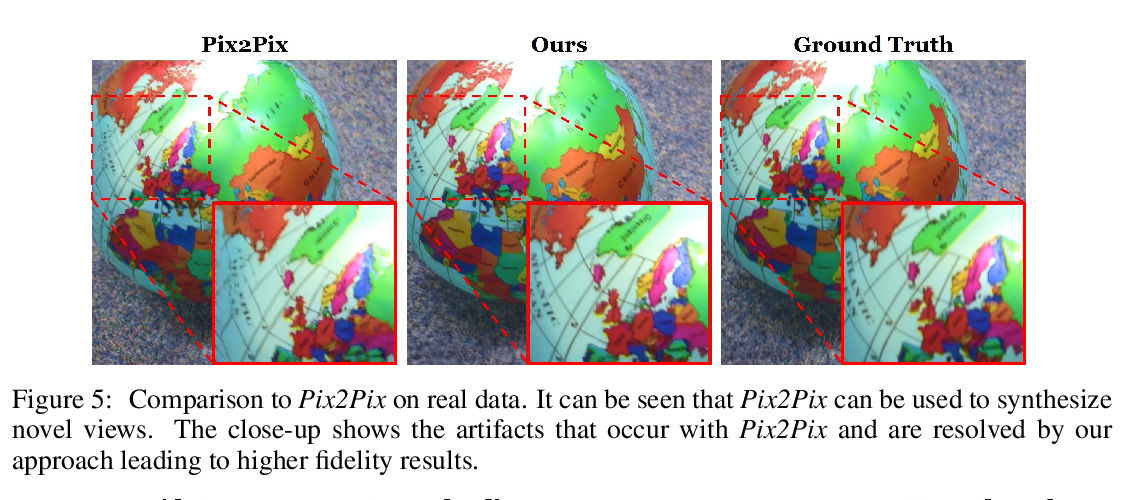 Pix2Pix
Ours
Ground Truth
Figure 5: Comparison to Pix2Pix on real data. It can be seen that Pix2Pix can be used to synthesize
novel views. The close-up shows the artifacts that occur with Pix2Pix and are resolved by our
approach leading to higher fidelity results.